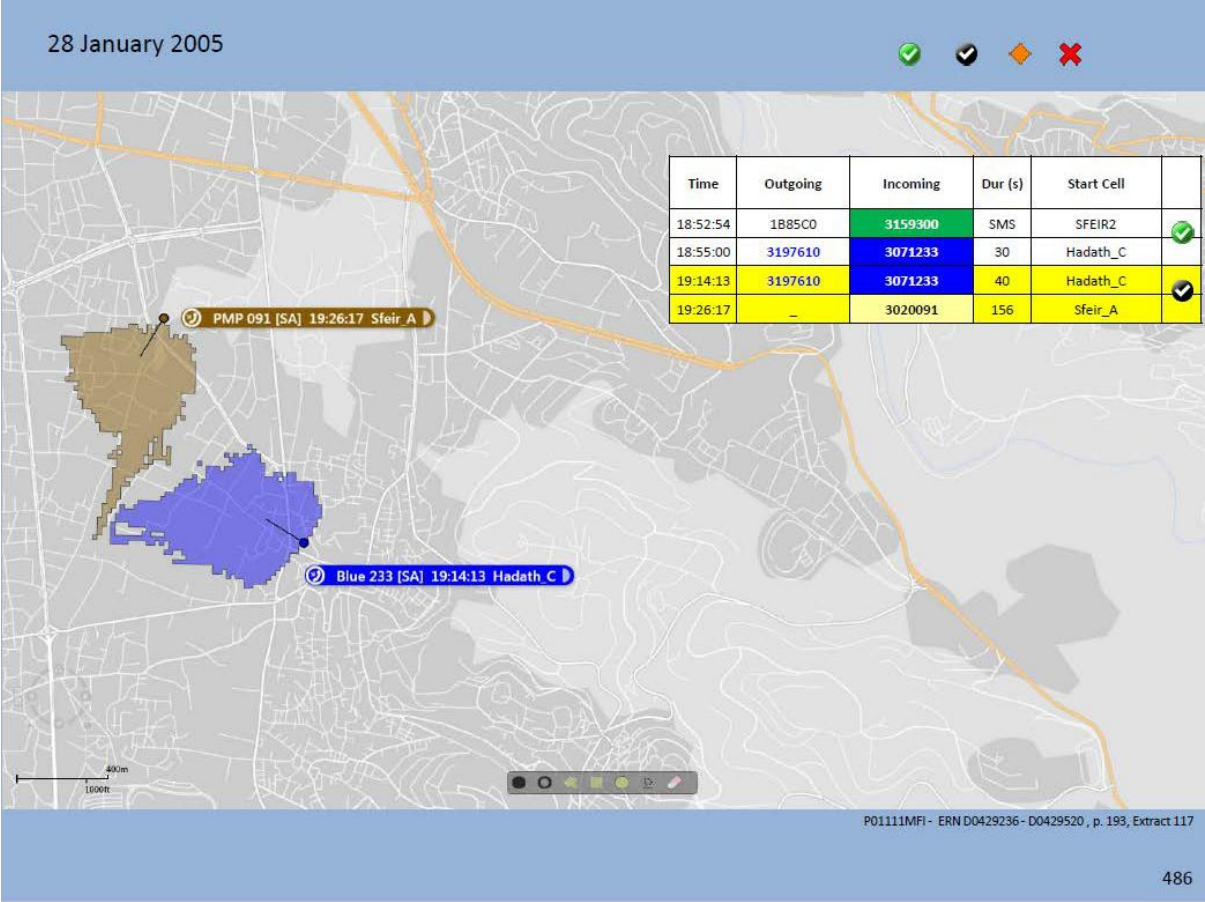 28 January 2005
Time Outgoing Incoming Dur (s) Start Cell
18:52:54 1B85C0 3159300 SMS SFEIR2
18:55:00 3197610 3071233 30 Hadath_C
19:14:13 3197610 3071233 40 Hadath_C
19:26:17 _ 3020091 156 Sfeir_A
PMP 091 [SA] 19:26:17 Sfeir_A
Blue 233 [SA] 19:14:13 Hadath_C
400m
1000ft
P01111MFI - ERN D0429236 - D0429520 , p. 193, Extract 117
486